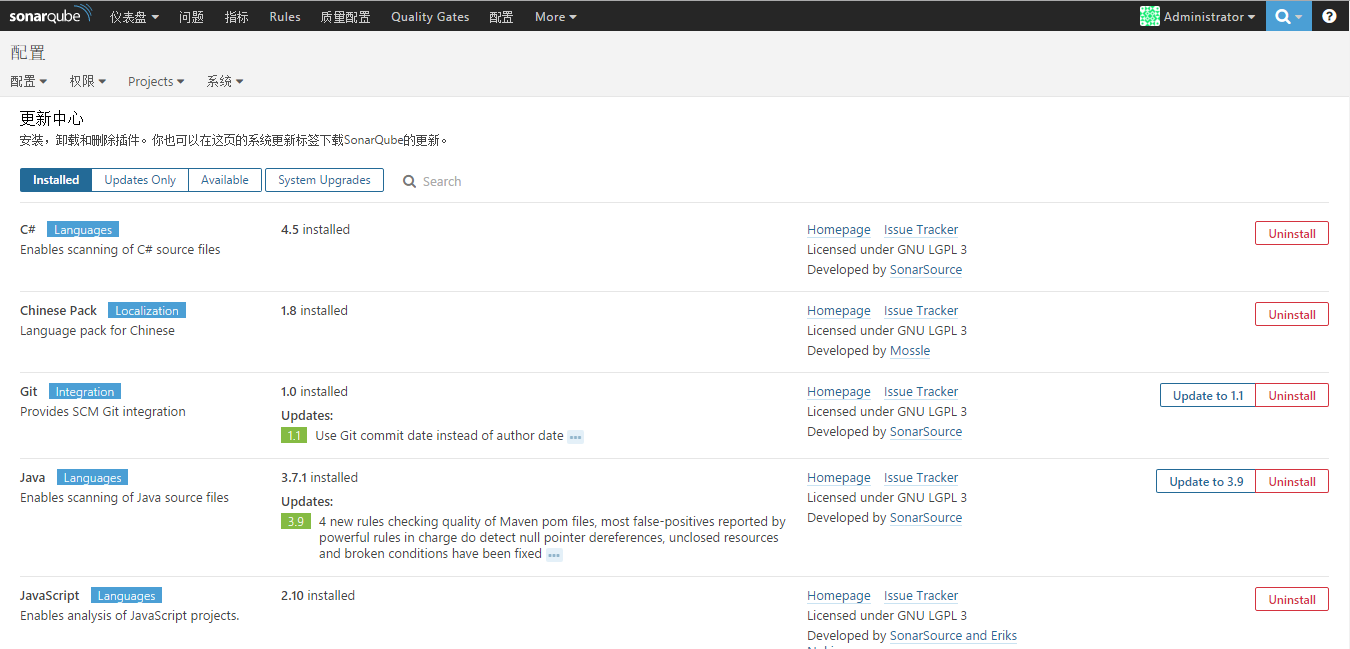 sonarqube 仪表盘 问题 指标 Rules 质量配置 Quality Gates 配置 More Administrator ?
配置
配置 权限 Projects 系统
更新中心
安装，卸载和删除插件。你也可以在这页的系统更新标签下载SonarQube的更新。
Installed Updates Only Available System Upgrades Search
C# Languages 4.5 installed Homepage Issue Tracker Uninstall
Enables scanning of C# source files Licensed under GNU LGPL 3
Developed by SonarSource
Chinese Pack Localization 1.8 installed Homepage Issue Tracker Uninstall
Language pack for Chinese Licensed under GNU LGPL 3
Developed by Mossle
Git Integration 1.0 installed Homepage Issue Tracker Update to 1.1 Uninstall
Provides SCM Git integration Updates: Licensed under GNU LGPL 3
1.1 Use Git commit date instead of author date ... Developed by SonarSource
Java Languages 3.7.1 installed Homepage Issue Tracker Update to 3.9 Uninstall
Enables scanning of Java source files Updates: Licensed under GNU LGPL 3
3.9 4 new rules checking quality of Maven pom files, most false-positives reported by Developed by SonarSource
powerful rules in charge do detect null pointer dereferences, unclosed resources
and broken conditions have been fixed ...
JavaScript Languages 2.10 installed Homepage Issue Tracker Uninstall
Enables analysis of JavaScript projects. Licensed under GNU LGPL 3
Developed by SonarSource and Eriks